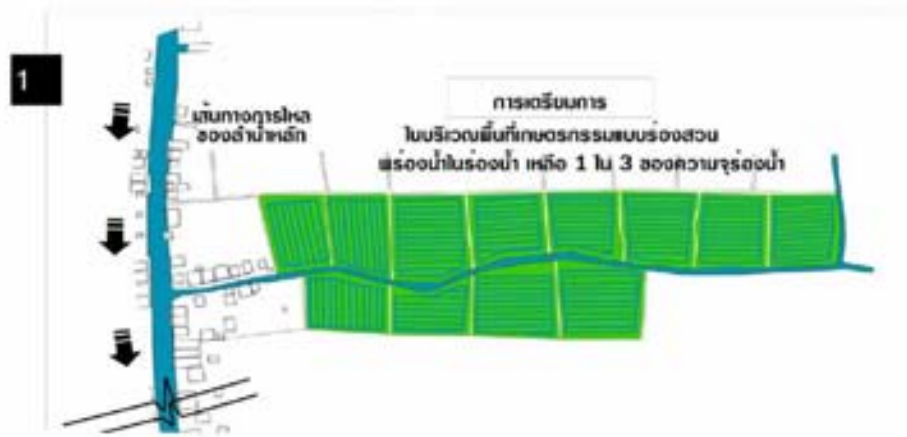 1
การเตรียมการ
เส้นทางการไหล
ของลำน้ำหลัก
ในบริเวณพื้นที่เกษตรกรรมแบบร่องสวน
พร่องน้ำในร่องน้ำ เหลือ 1 ใน 3 ของความจุร่องน้ำ